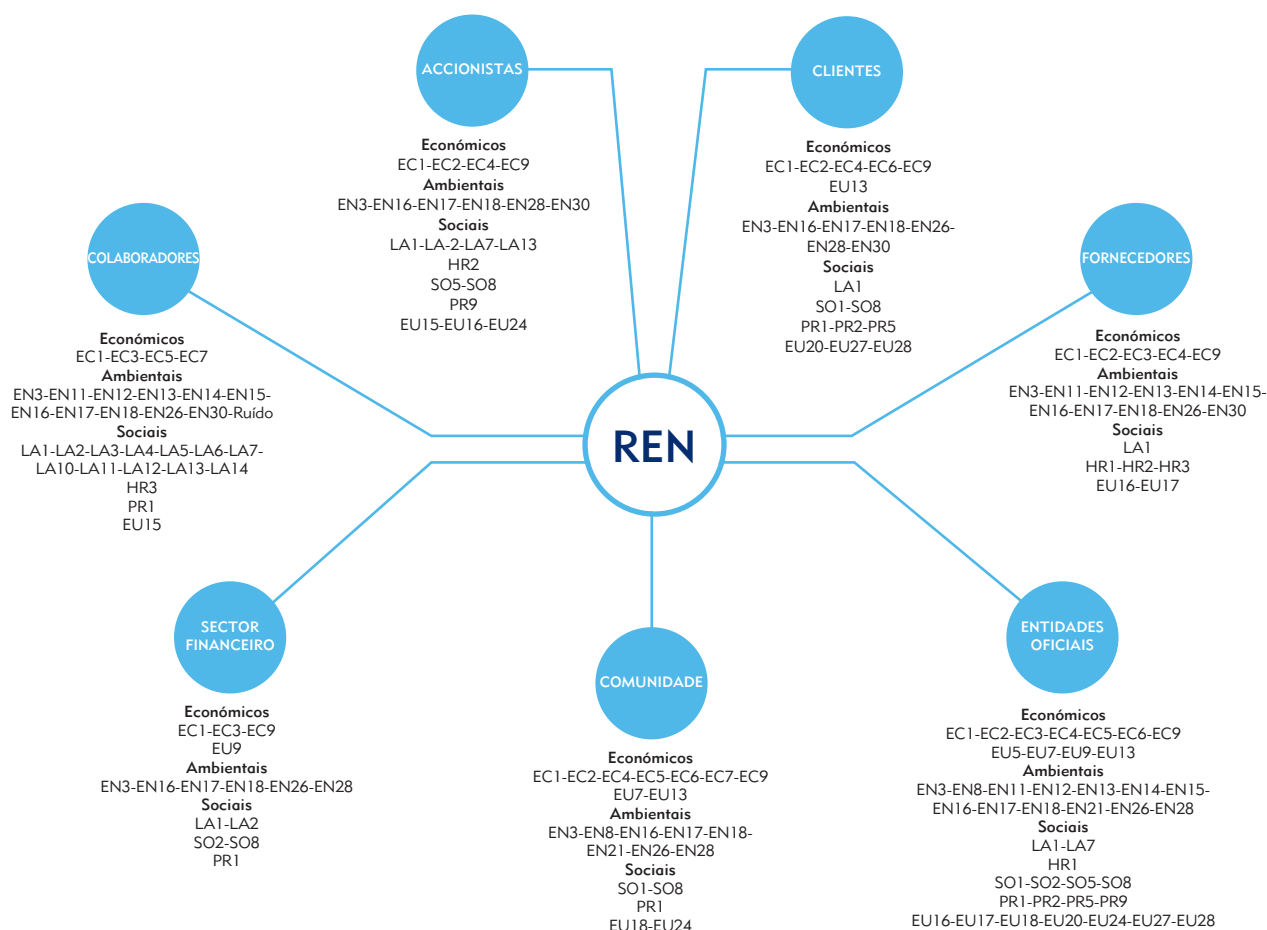 ACCIONISTAS
Económicos
EC1-EC2-EC4-EC9
Ambientais
EN3-EN16-EN17-EN18-EN28-EN30
Sociais
LA1-LA-2-LA7-LA13
HR2
SO5-SO8
PR9
EU15-EU16-EU24
CLIENTES
Económicos
EC1-EC2-EC4-EC6-EC9
EU13
Ambientais
EN3-EN16-EN17-EN18-EN26-
EN28-EN30
Sociais
LA1
SO1-SO8
PR1-PR2-PR5
EU20-EU27-EU28
COLABORADORES
Económicos
EC1-EC3-EC5-EC7
Ambientais
EN3-EN11-EN12-EN13-EN14-EN15-
EN16-EN17-EN18-EN26-EN30-Ruído
Sociais
LA1-LA2-LA3-LA4-LA5-LA6-LA7-
LA10-LA11-LA12-LA13-LA14
HR3
PR1
EU15
FORNECEDORES
Económicos
EC1-EC2-EC3-EC4-EC9
Ambientais
EN3-EN11-EN12-EN13-EN14-EN15-
EN16-EN17-EN18-EN26-EN30
Sociais
LA1
HR1-HR2-HR3
EU16-EU17
REN
SECTOR
FINANCEIRO
Económicos
EC1-EC3-EC9
EU9
Ambientais
EN3-EN16-EN17-EN18-EN26-EN28
Sociais
LA1-LA2
SO2-SO8
PR1
COMUNIDADE
Económicos
EC1-EC2-EC4-EC5-EC6-EC7-EC9
EU7-EU13
Ambientais
EN3-EN8-EN16-EN17-EN18-
EN21-EN26-EN28
Sociais
SO1-SO8
PR1
EU18-EU24
ENTIDADES
OFICIAIS
Económicos
EC1-EC2-EC3-EC4-EC5-EC6-EC9
EU5-EU7-EU9-EU13
Ambientais
EN3-EN8-EN11-EN12-EN13-EN14-EN15-
EN16-EN17-EN18-EN21-EN26-EN28
Sociais
LA1-LA7
HR1
SO1-SO2-SO5-SO8
PR1-PR2-PR5-PR9
EU16-EU17-EU18-EU20-EU24-EU27-EU28